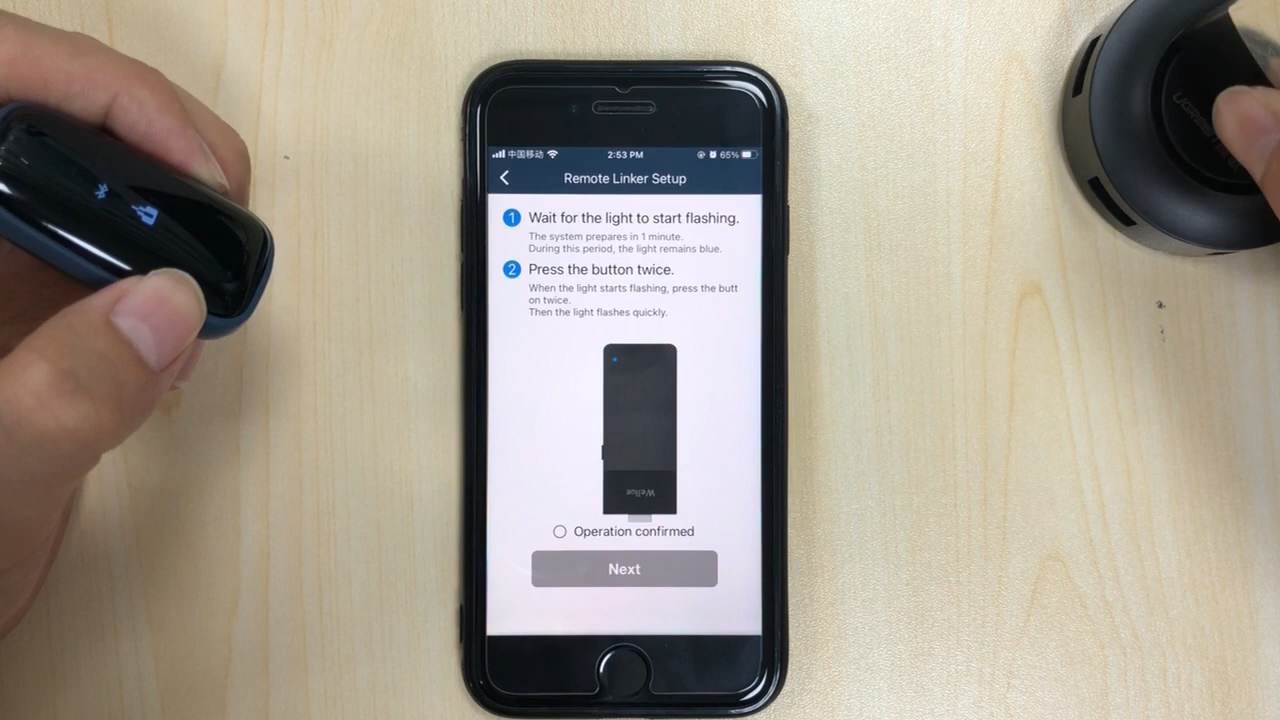 中国移动
2:53 PM
65%
Remote Linker Setup
1 Wait for the light to start flashing.
The system prepares in 1 minute.
During this period, the light remains blue.
2 Press the button twice.
When the light starts flashing, press the butt
on twice.
Then the light flashes quickly.
Wellue
Operation confirmed
Next